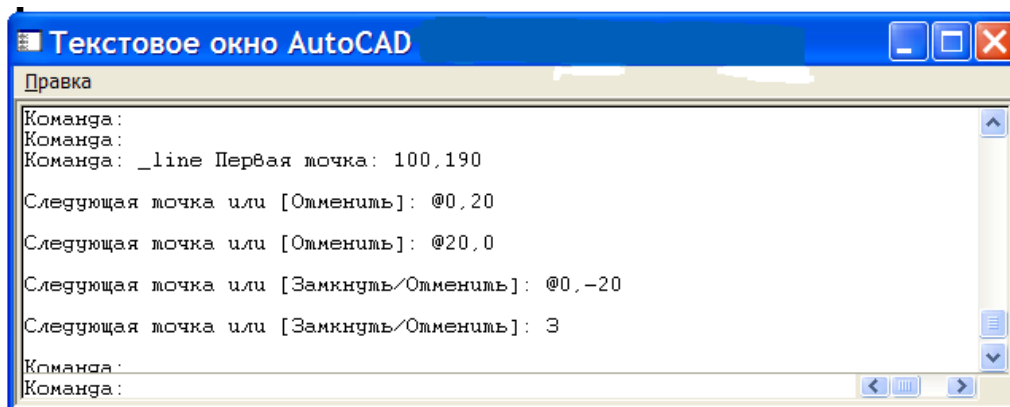 Текстовое окно AutoCAD
Правка
Команда:
Команда:
Команда: _line Первая точка: 100,190
Следующая точка или [Отменить]: @0,20
Следующая точка или [Отменить]: @20,0
Следующая точка или [Замкнуть/Отменить]: @0,-20
Следующая точка или [Замкнуть/Отменить]: З
Команда:
Команда: